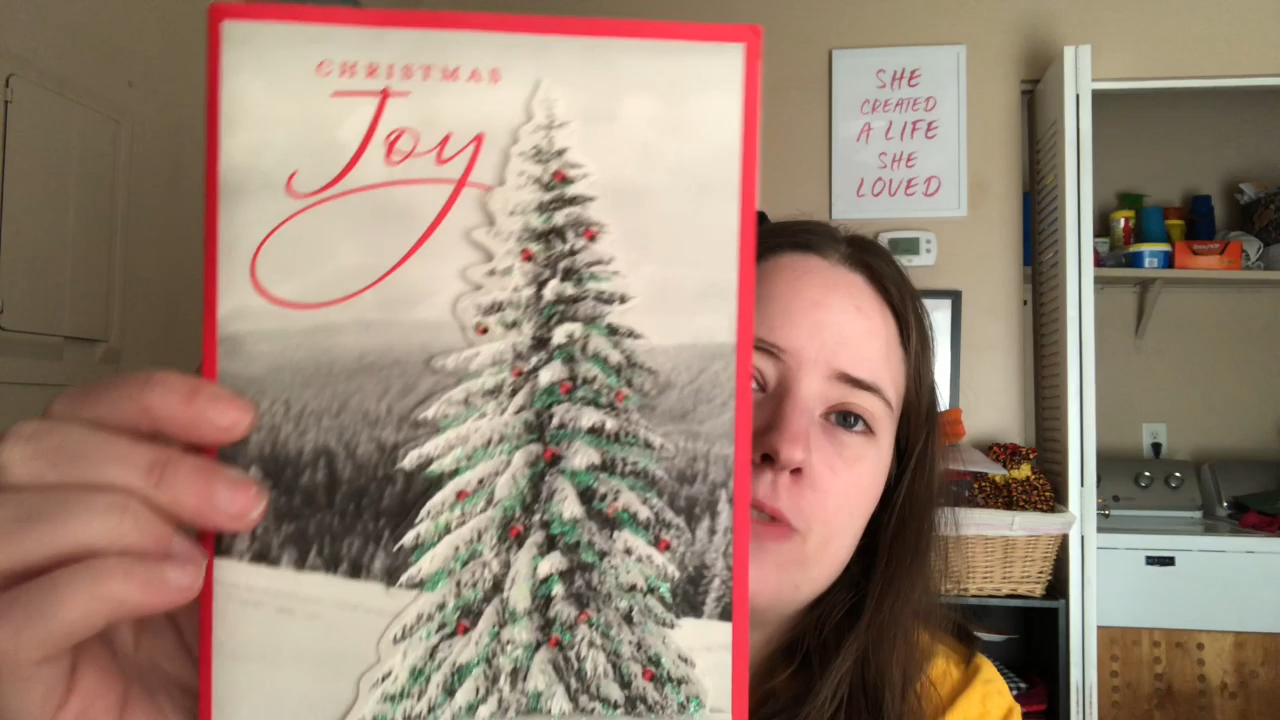 CHRISTMAS
Joy
SHE
CREATED
A LIFE
SHE
LOVED